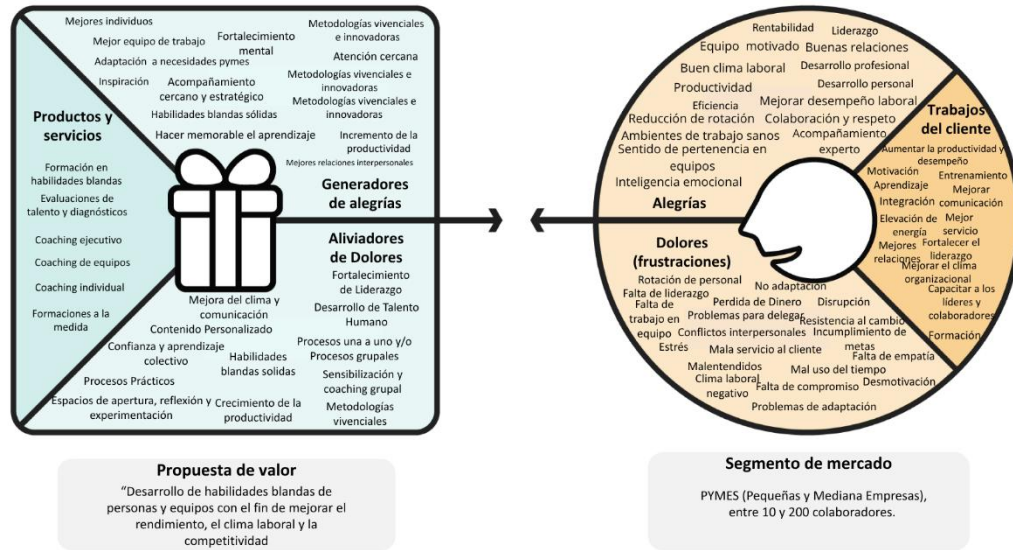 Mejores individuos
Mejor equipo de trabajo
Fortalecimiento
mental
Metodologías vivenciales
e innovadoras
Adaptación a necesidades pymes
Atención cercana
Inspiración
Acompañamiento
cercano y estratégico
Metodologías vivenciales e
innovadoras
Metodologías vivenciales e
innovadoras
Habilidades blandas sólidas
Hacer memorable el aprendizaje
Incremento de la
productividad
Mejores relaciones interpersonales
Generadores
de alegrías
Productos y
servicios
Formación en
habilidades blandas
Evaluaciones de
talento y diagnósticos
Coaching ejecutivo
Coaching de equipos
Coaching individual
Formaciones a la
medida
Aliviadores
de Dolores
Fortalecimiento
de Liderazgo
Mejora del clima y
comunicación
Desarrollo de Talento
Humano
Contenido Personalizado
Confianza y aprendizaje
colectivo
Habilidades
blandas solidas
Procesos una a uno y/o
Procesos grupales
Procesos Prácticos
Sensibilización y
coaching grupal
Espacios de apertura, reflexión y
experimentación
Crecimiento de la
productividad
Metodologías
vivenciales
Propuesta de valor
“Desarrollo de habilidades blandas de
personas y equipos con el fin de mejorar el
rendimiento, el clima laboral y la
competitividad
Rentabilidad
Liderazgo
Equipo motivado
Buenas relaciones
Buen clima laboral
Desarrollo profesional
Productividad
Desarrollo personal
Eficiencia
Mejorar desempeño laboral
Reducción de rotación
Colaboración y respeto
Ambientes de trabajo sanos
Acompañamiento
experto
Sentido de pertenencia en
equipos
Inteligencia emocional
Alegrías
Trabajos
del cliente
Aumentar la productividad y
desempeño
Motivación
Entrenamiento
Aprendizaje
Mejorar
comunicación
Integración
Elevación de
energía
Mejor
servicio
Mejores
relaciones
Fortalecer el
liderazgo
Mejorar el clima
organizacional
Capacitar a los
líderes y
colaboradores
Formación
Dolores
(frustraciones)
Rotación de personal
No adaptación
Falta de liderazgo
Perdida de Dinero
Disrupción
Falta de
trabajo en
equipo
Problemas para delegar
Resistencia al cambio
Conflictos interpersonales
Incumplimiento de
metas
Estrés
Mala servicio al cliente
Falta de empatía
Malentendidos
Mal uso del tiempo
Clima laboral
negativo
Falta de compromiso
Desmotivación
Problemas de adaptación
Segmento de mercado
PYMES (Pequeñas y Mediana Empresas),
entre 10 y 200 colaboradores.